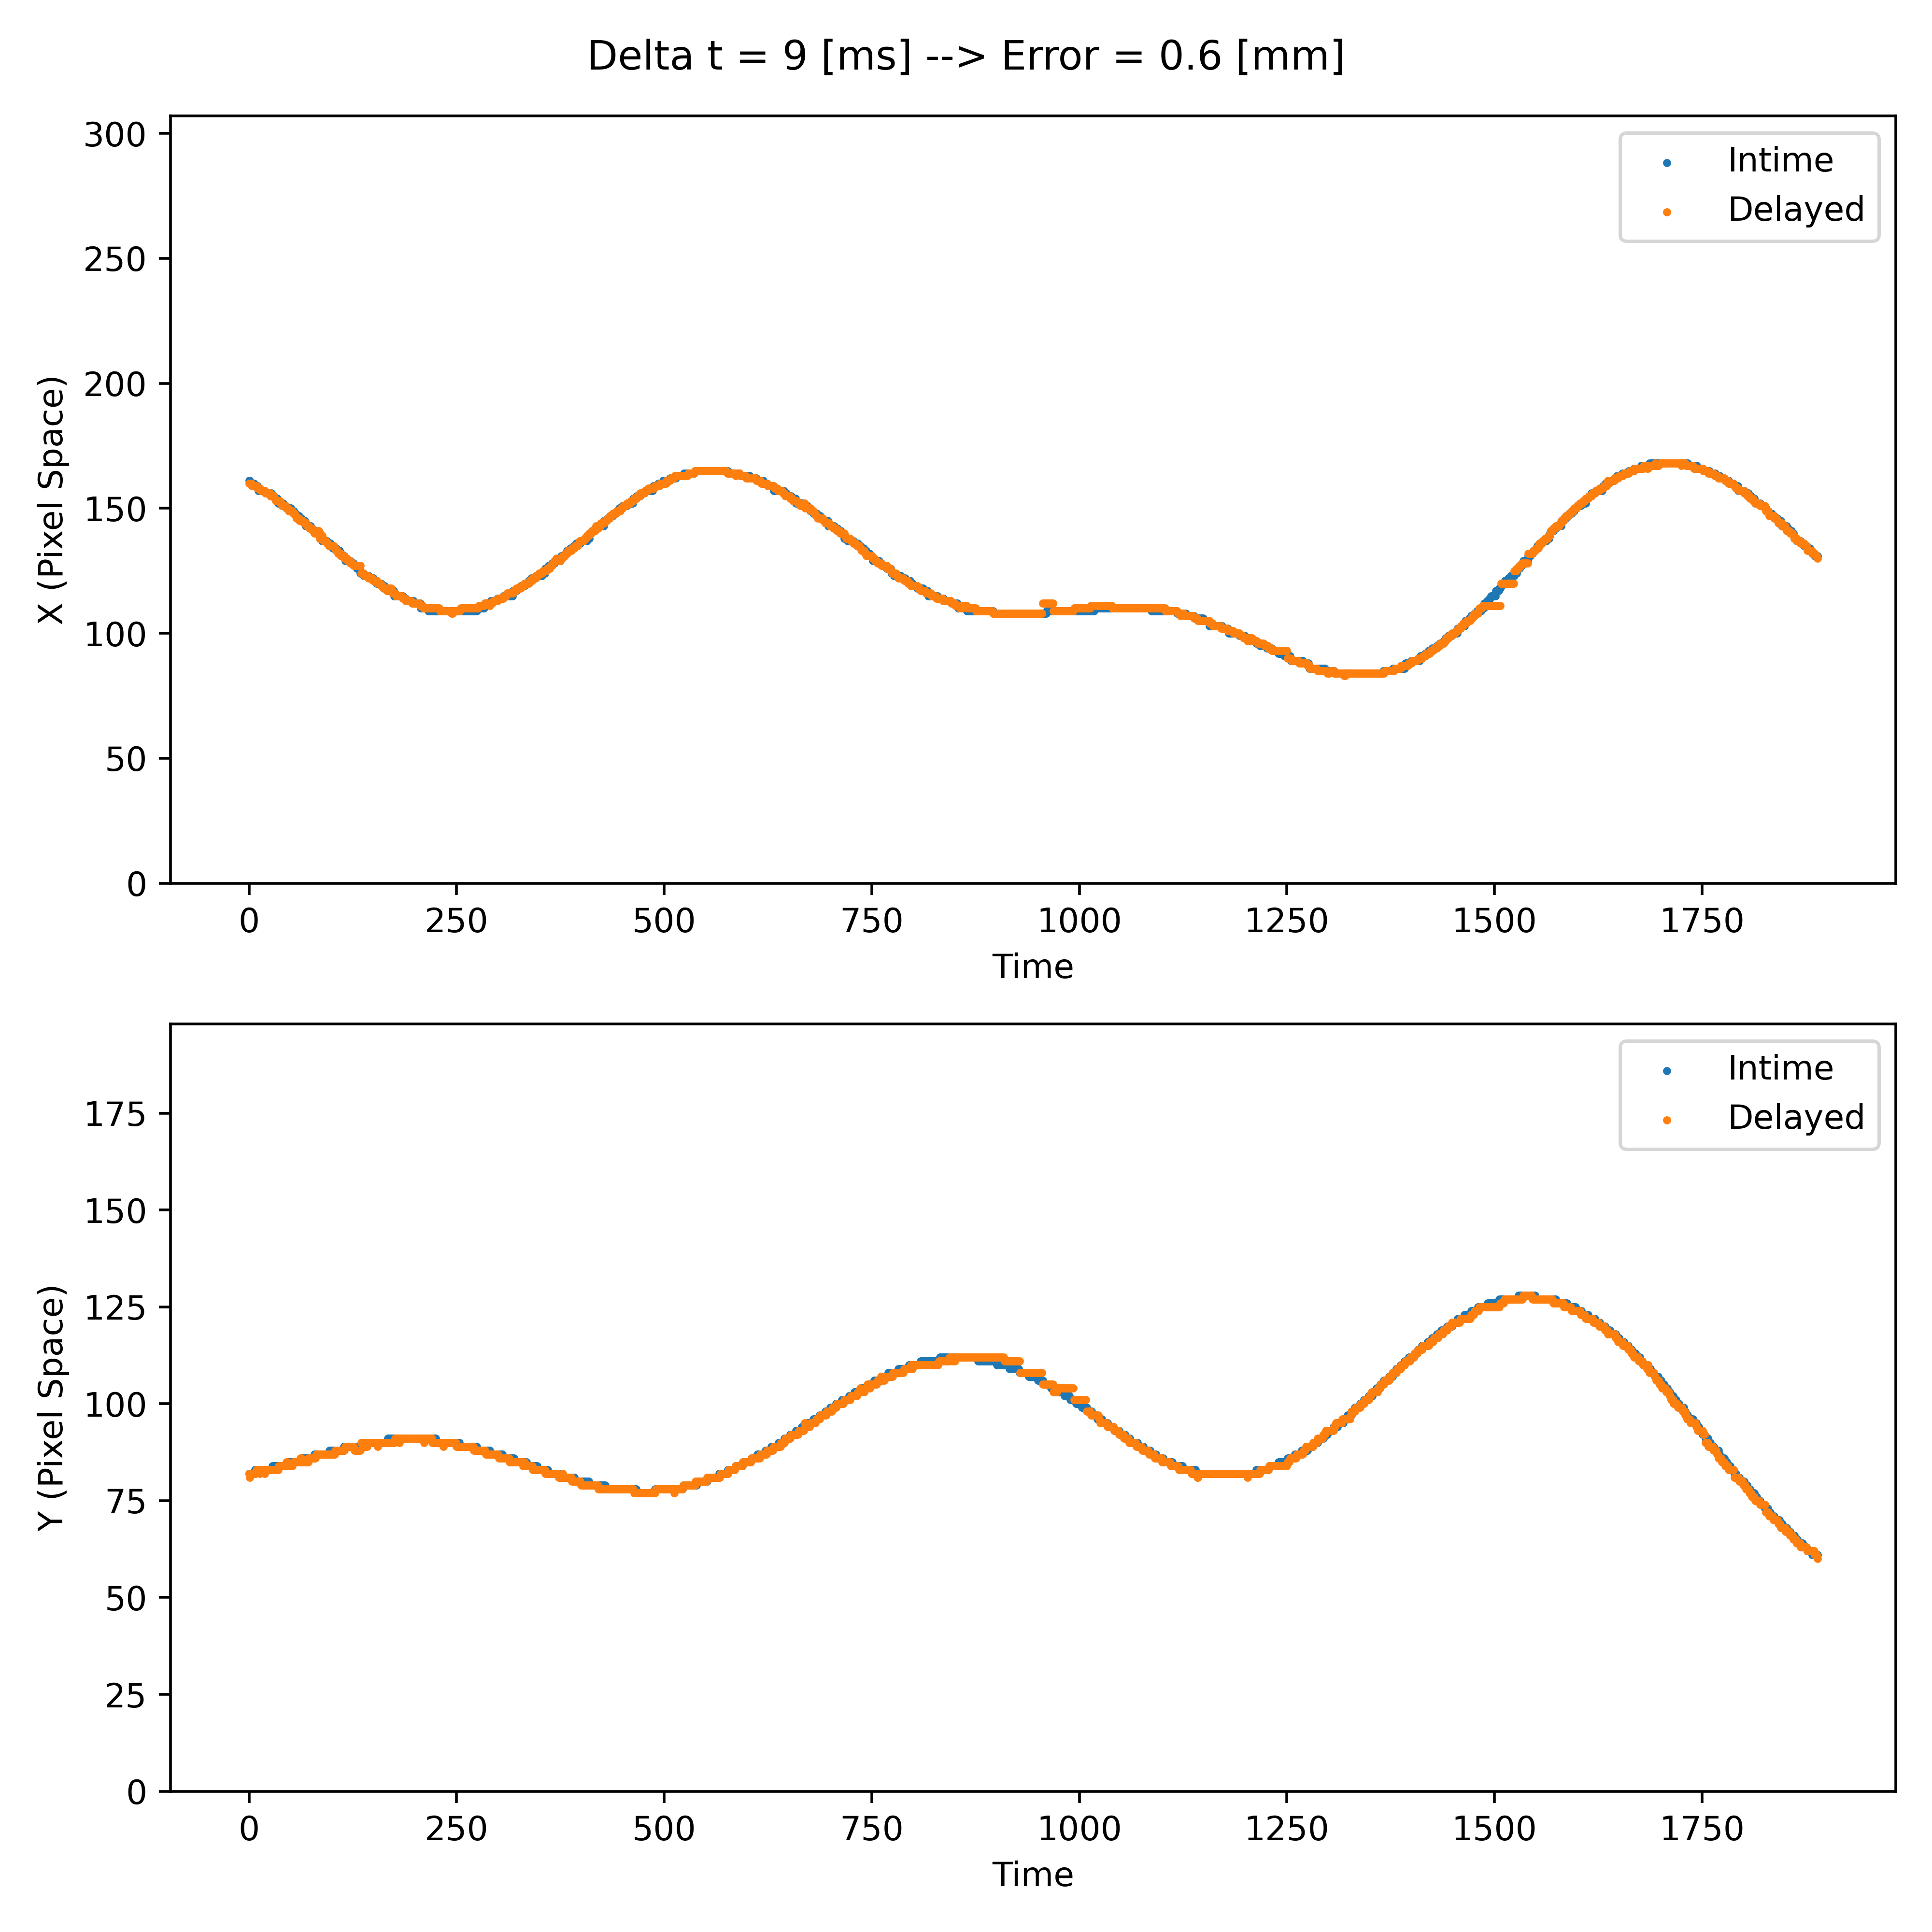 Delta t = 9 [ms] --> Error = 0.6 [mm]
300
250
200
150
100
50
0
X (Pixel Space)
Intime
Delayed
0 250 500 750 1000 1250 1500 1750
Time
175
150
125
100
75
50
25
0
Y (Pixel Space)
Intime
Delayed
0 250 500 750 1000 1250 1500 1750
Time